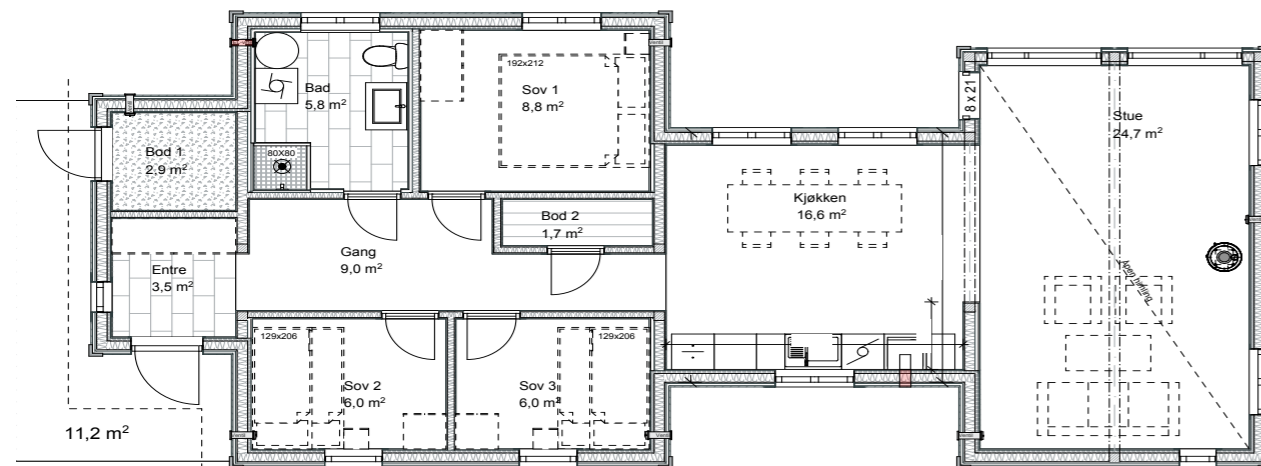 Bad
5,8 m²
80X80
192x212
Sov 1
8,8 m²
8 x 21
Stue
24,7 m²
Bod 1
2,9 m²
Kjøkken
16,6 m²
Bod 2
1,7 m²
Gang
9,0 m²
Entre
3,5 m²
Åpen himling
129x206
129x206
Sov 2
6,0 m²
Sov 3
6,0 m²
11,2 m²